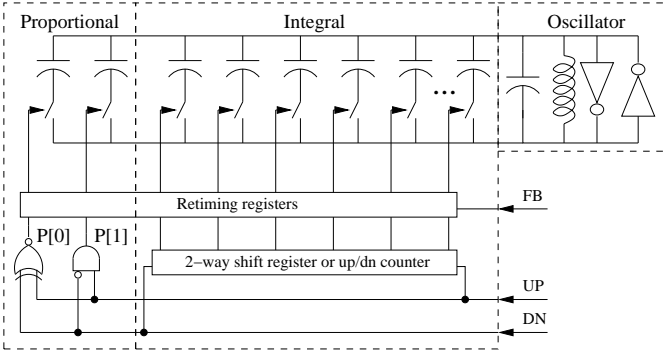 Proportional
Integral
Oscillator
...
Retiming registers
FB
P[0]
P[1]
2-way shift register or up/dn counter
UP
DN